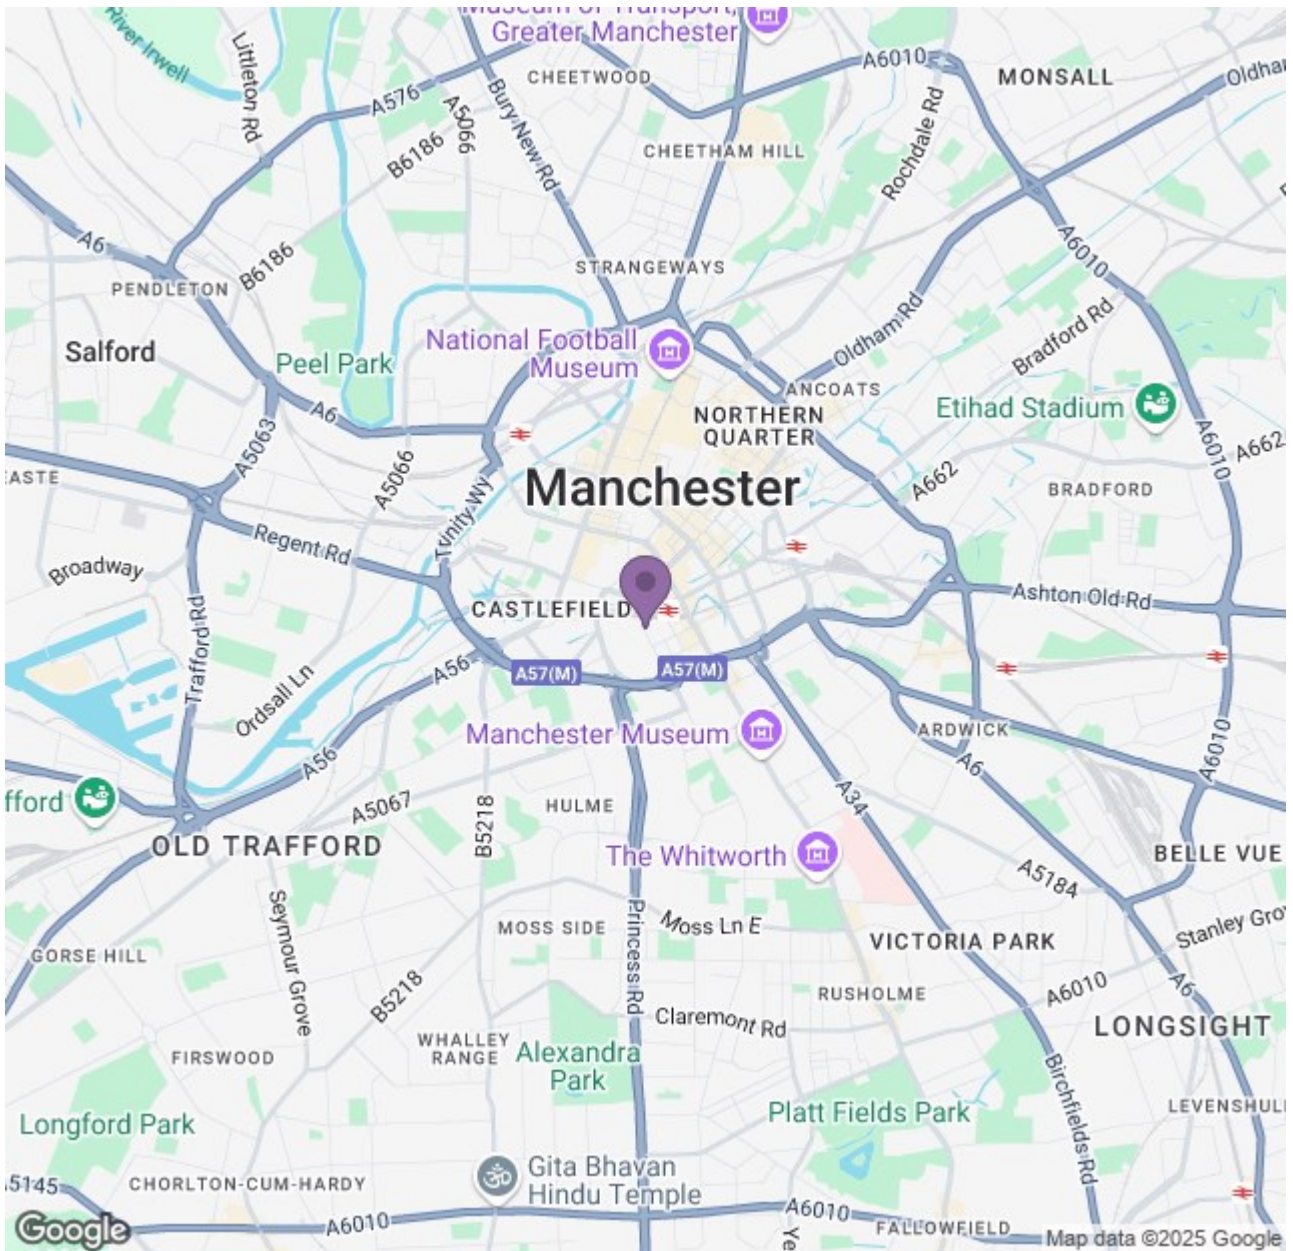 Museum of Transport,
Greater Manchester
River Irwell
Littleton Rd
CHEETWOOD
A6010
MONSALL
A576
A5066
Bury New Rd
B6186
CHEETHAM HILL
Rochdale Rd
A6
B6186
STRANGEWAYS
A6010
PENDLETON
Salford
Peel Park
National Football
Museum
Oldham Rd
Bradford Rd
ANCOATS
A6
NORTHERN
QUARTER
Etihad Stadium
A6010
A5063
A5066
A662
A662
Manchester
BRADFORD
Regent Rd
Trinity Wy
Broadway
CASTLEFIELD
Ashton Old Rd
Trafford Rd
Ordsall Ln
A56
A57(M)
A57(M)
A56
Manchester Museum
ARDWICK
A6
A6010
A5067
B5218
HULME
A34
OLD TRAFFORD
The Whitworth
BELLE VUE
A5184
Seymour Grove
MOSS SIDE
Princess Rd
Moss Ln E
VICTORIA PARK
GORSE HILL
B5218
RUSHOLME
A6010
A6
Claremont Rd
LONGSIGHT
FIRSWOOD
WHALLEY
RANGE
Alexandra
Park
Birchfields Rd
Longford Park
Platt Fields Park
CHORLTON-CUM-HARDY
Gita Bhavan
Hindu Temple
A6010
A6010
FALLOWFIELD
Google
Map data ©2025 Google